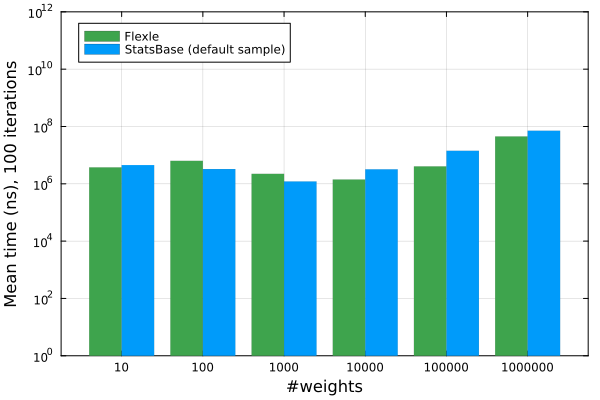 Mean time (ns), 100 iterations
10^12
10^10
10^8
10^6
10^4
10^2
10^0
Flexle
StatsBase (default sample)
10 100 1000 10000 100000 1000000
#weights